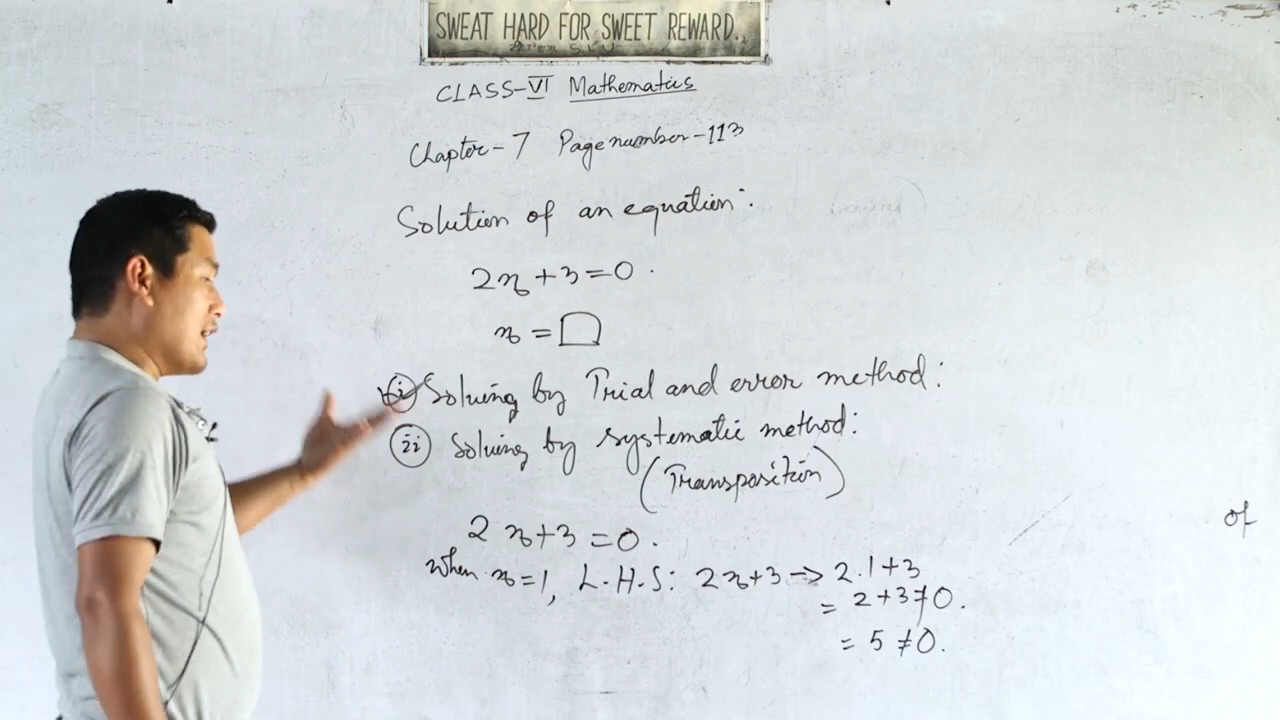 SWEAT HARD FOR SWEET REWARD.
CLASS-VI Mathematics
Chapter-7 Page number-113
Solution of an equation:
2x+3=0.
x=
(i) Solving by Trial and error method:
(ii) Solving by systematic method:
(Transposition)
2x+3=0.
When x=1, L.H.S: 2x+3→2.1+3
= 2+3≠0.
= 5≠0.
of